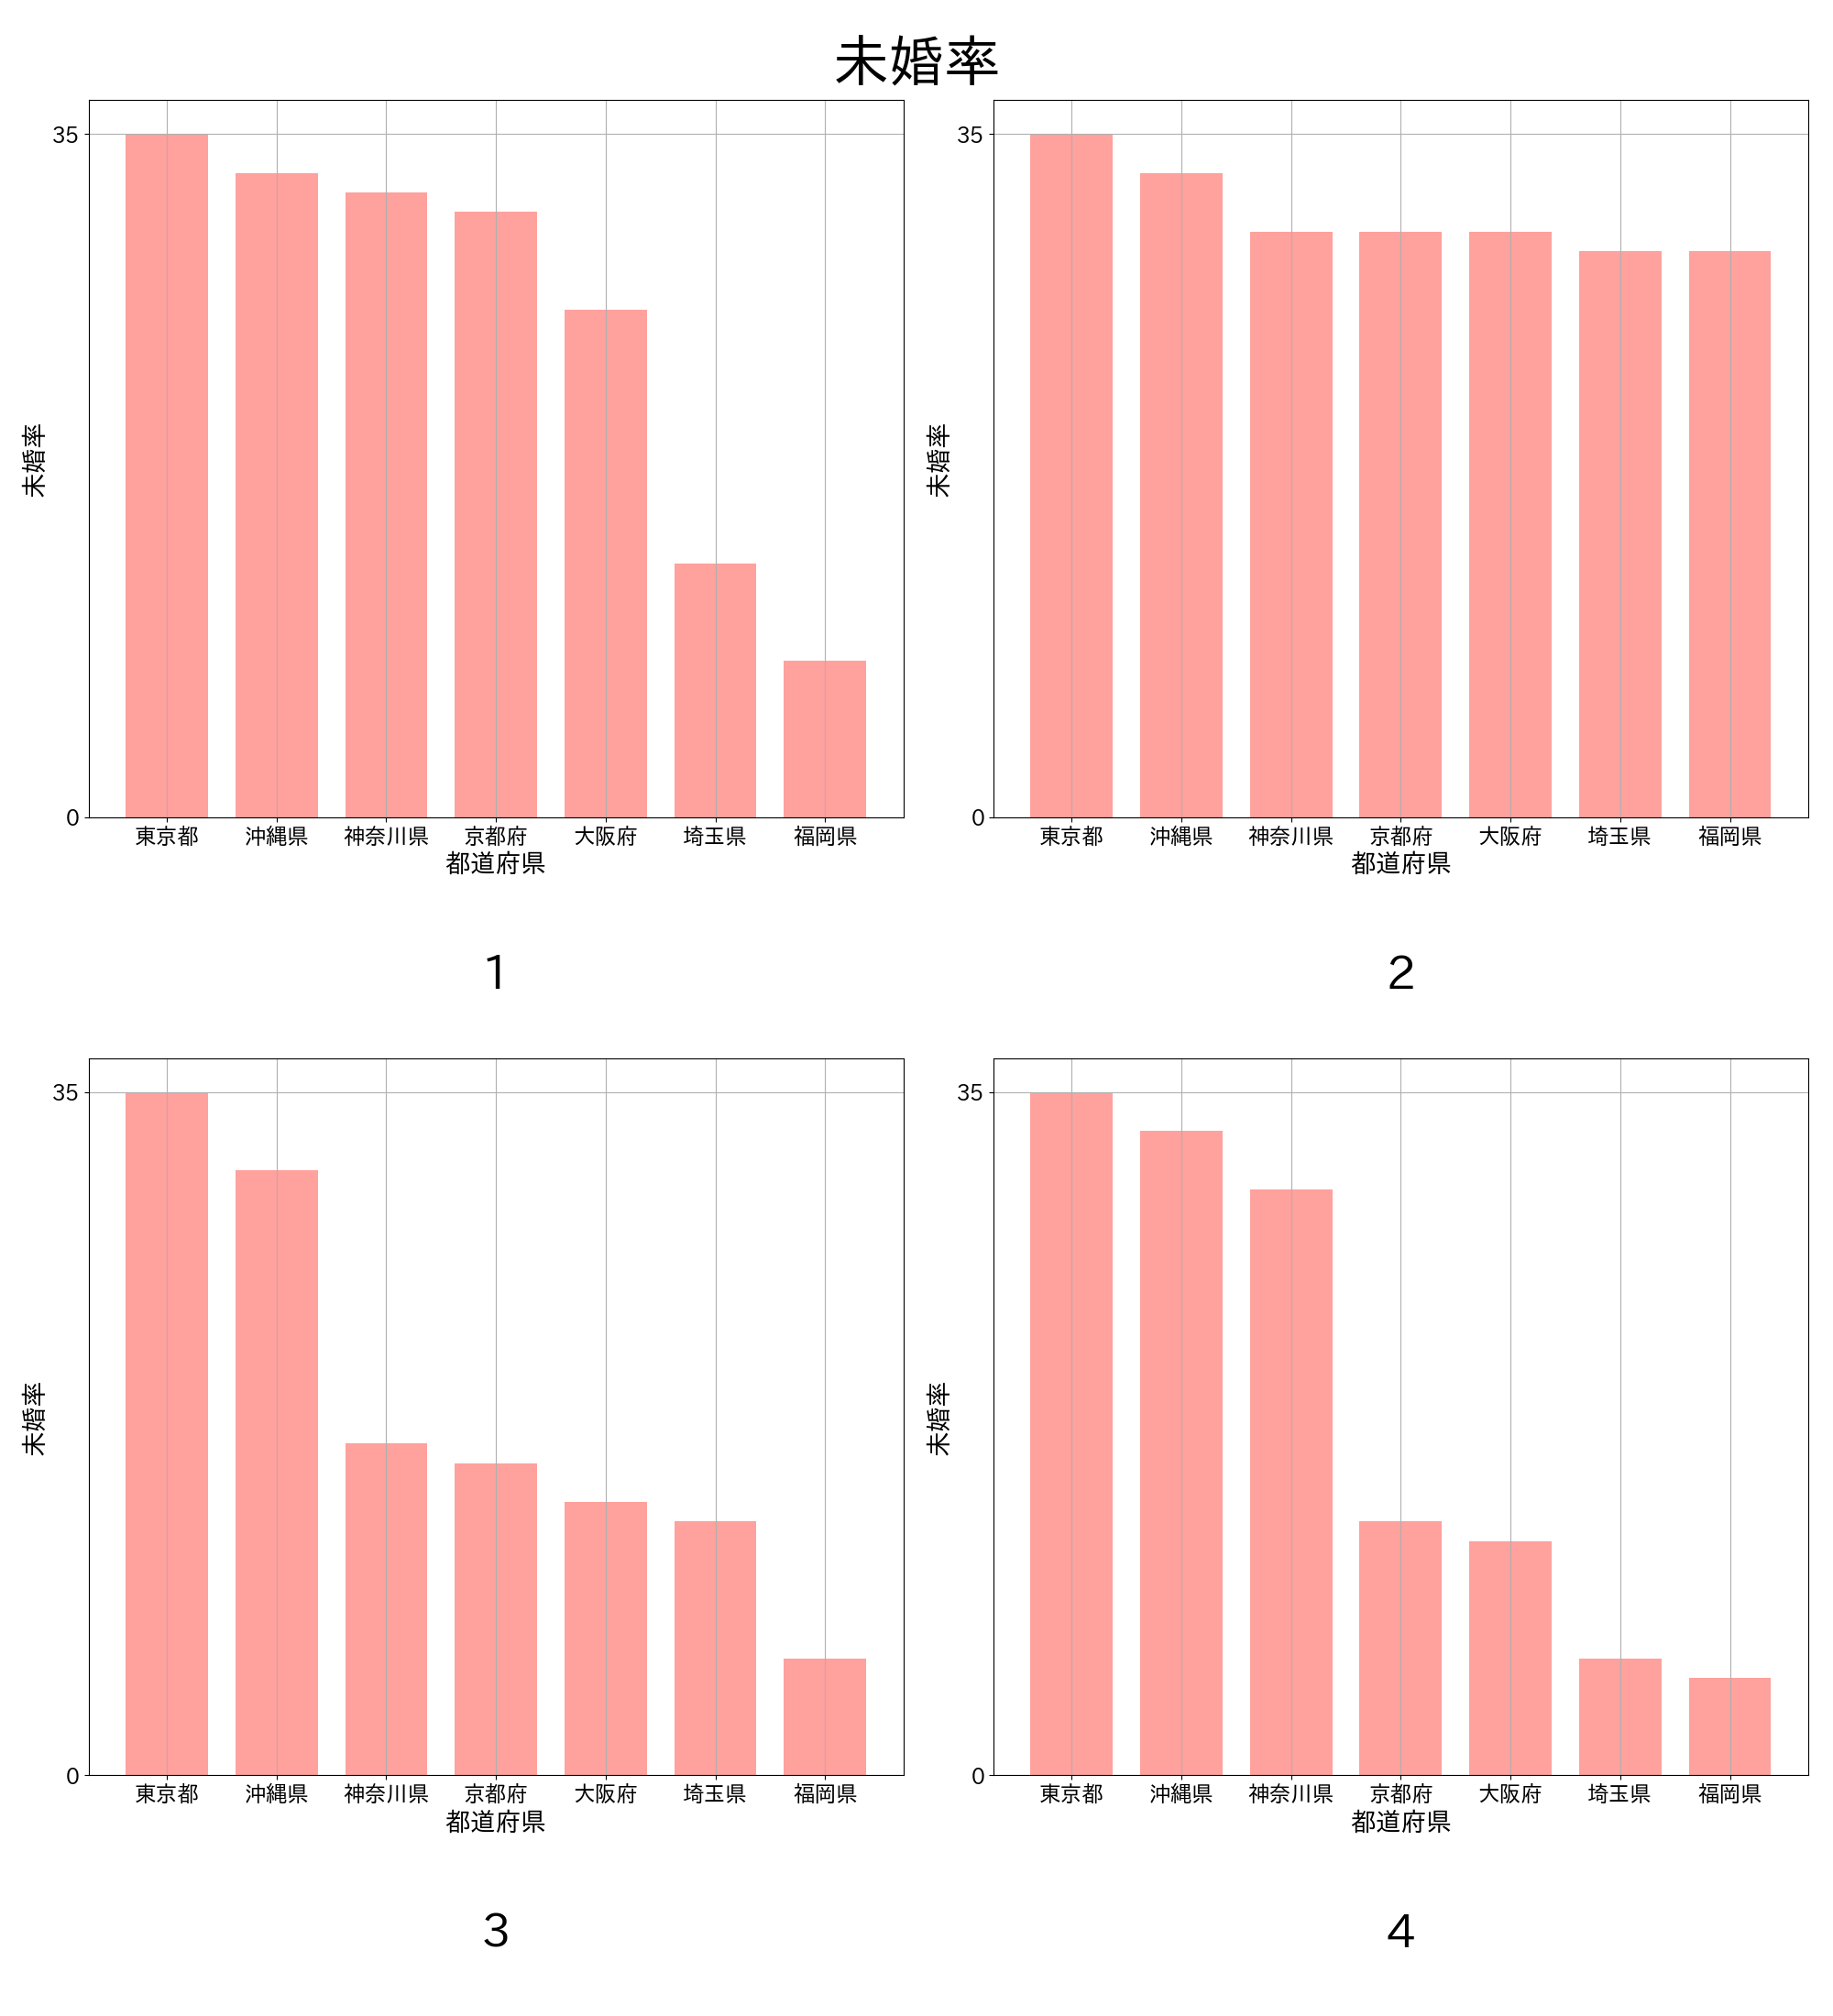 未婚率
35
未婚率
0
東京都 沖縄県 神奈川県 京都府 大阪府 埼玉県 福岡県
都道府県
1
35
未婚率
0
東京都 沖縄県 神奈川県 京都府 大阪府 埼玉県 福岡県
都道府県
2
35
未婚率
0
東京都 沖縄県 神奈川県 京都府 大阪府 埼玉県 福岡県
都道府県
3
35
未婚率
0
東京都 沖縄県 神奈川県 京都府 大阪府 埼玉県 福岡県
都道府県
4